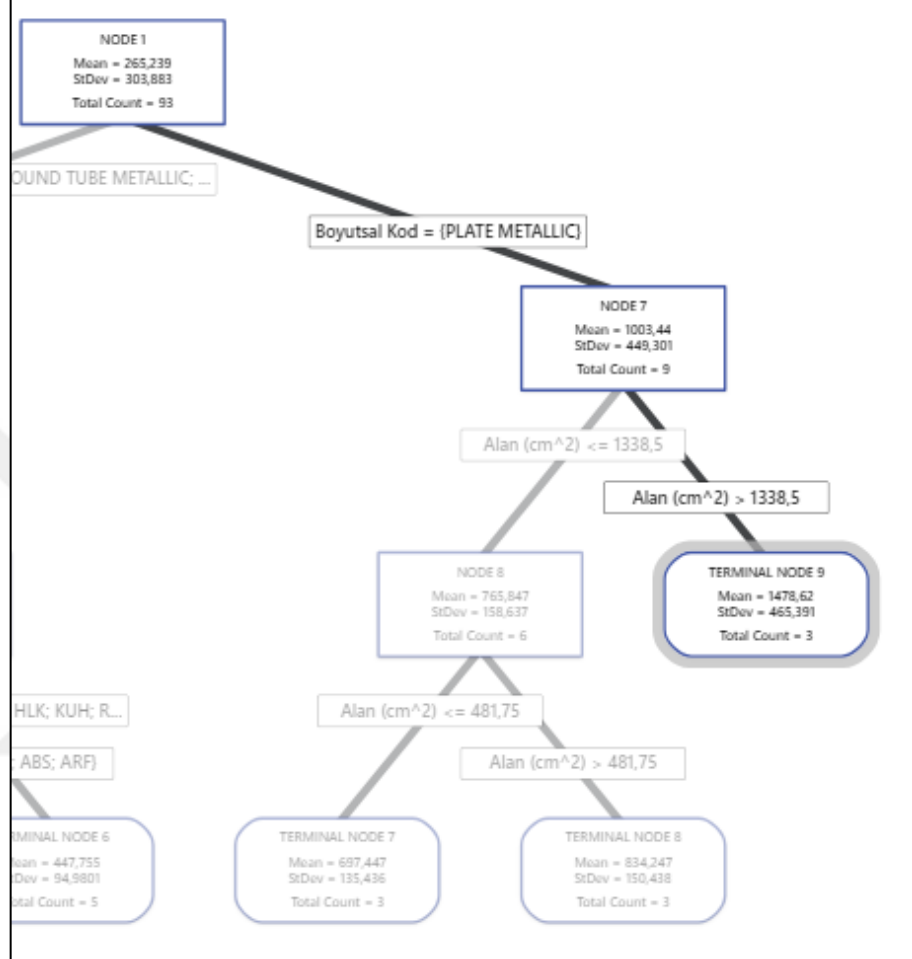 NODE 1
Mean = 265,239
StDev = 303,883
Total Count = 93
OUND TUBE METALLIC; ...
Boyutsal Kod = {PLATE METALLIC}
NODE 7
Mean = 1003,44
StDev = 449,301
Total Count = 9
Alan (cm^2) <= 1338,5
Alan (cm^2) > 1338,5
NODE 8
Mean = 765,847
StDev = 158,637
Total Count = 6
TERMINAL NODE 9
Mean = 1478,62
StDev = 465,391
Total Count = 3
HLK; KUH; R...
Alan (cm^2) <= 481,75
; ABS; ARF}
Alan (cm^2) > 481,75
RMINAL NODE 6
ean = 447,755
Dev = 94,9801
otal Count = 5
TERMINAL NODE 7
Mean = 697,447
StDev = 135,436
Total Count = 3
TERMINAL NODE 8
Mean = 834,247
StDev = 150,438
Total Count = 3